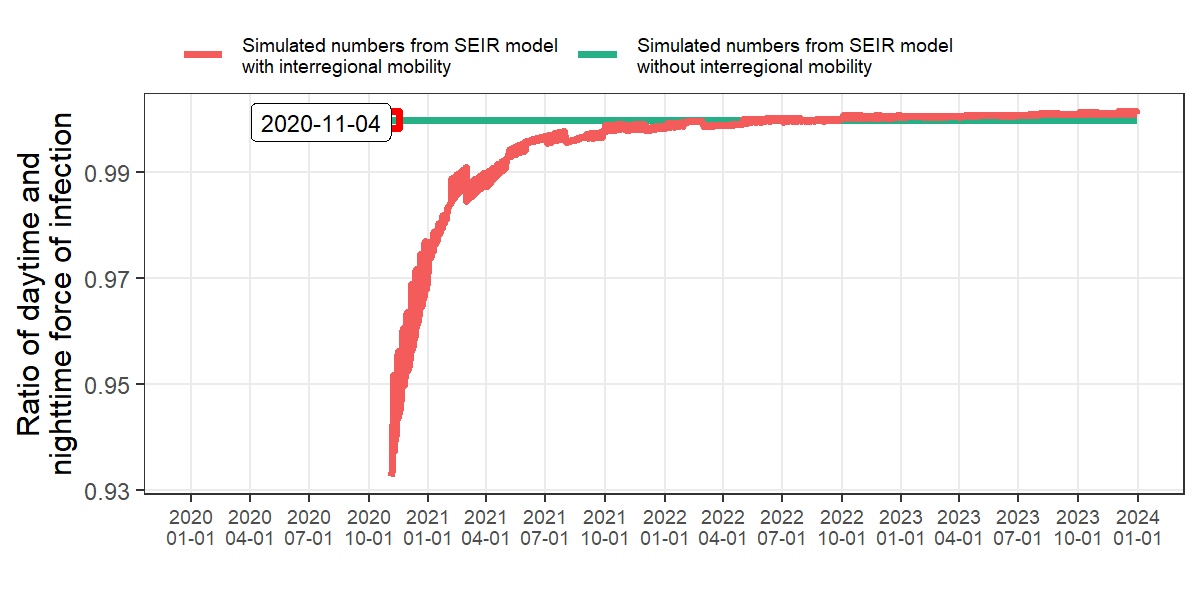 Simulated numbers from SEIR model
with interregional mobility
Simulated numbers from SEIR model
without interregional mobility
Ratio of daytime and
nighttime force of infection
2020-11-04
0.99
0.97
0.95
0.93
2020 2020 2020 2020 2021 2021 2021 2021 2022 2022 2022 2022 2023 2023 2023 2023 2024
01-01 04-01 07-01 10-01 01-01 04-01 07-01 10-01 01-01 04-01 07-01 10-01 01-01 04-01 07-01 10-01 01-01